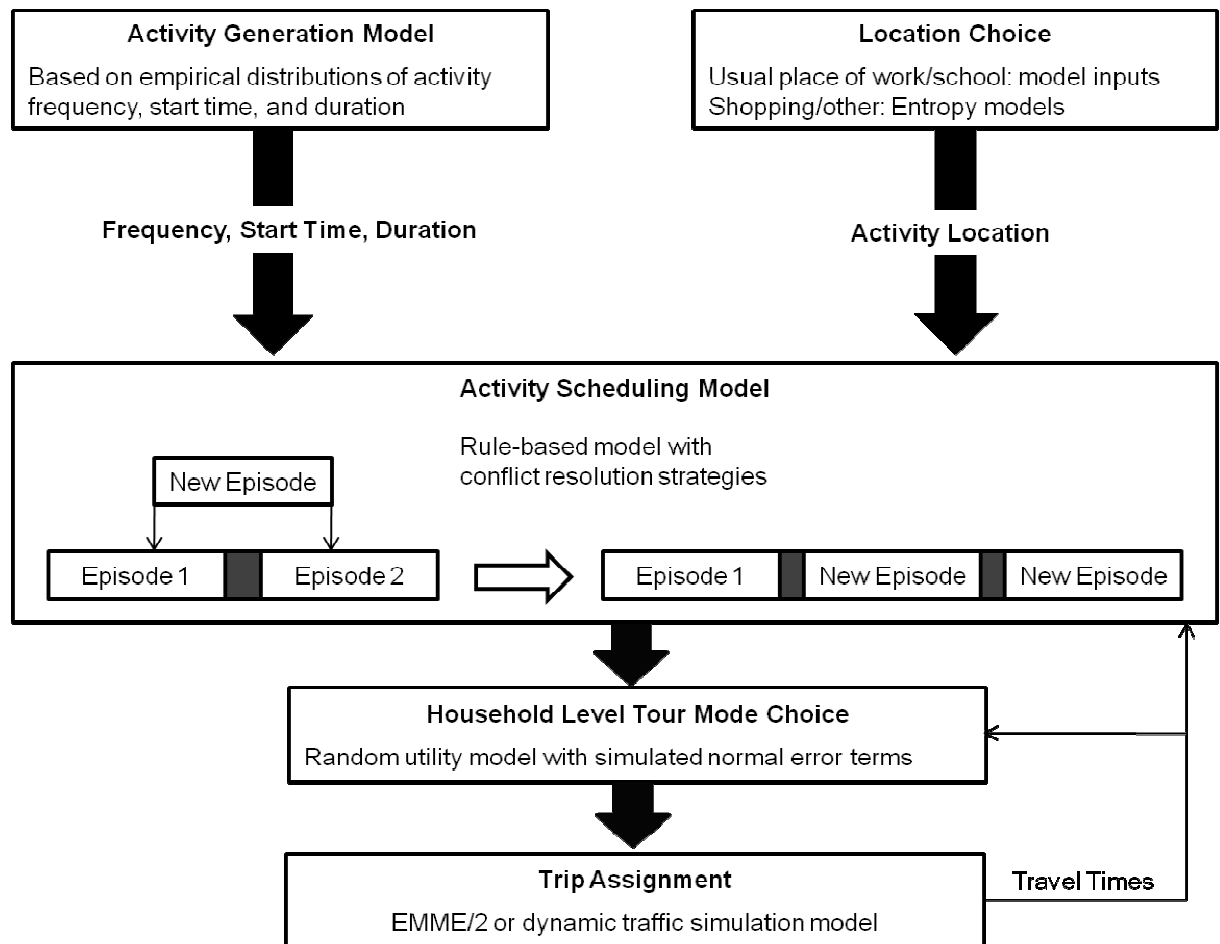 Activity Generation Model
Based on empirical distributions of activity
frequency, start time, and duration
Location Choice
Usual place of work/school: model inputs
Shopping/other: Entropy models
Frequency, Start Time, Duration
Activity Location
Activity Scheduling Model
Rule-based model with
conflict resolution strategies
New Episode
Episode 1
Episode 2
Episode 1
New Episode
New Episode
Household Level Tour Mode Choice
Random utility model with simulated normal error terms
Trip Assignment
EMME/2 or dynamic traffic simulation model
Travel Times